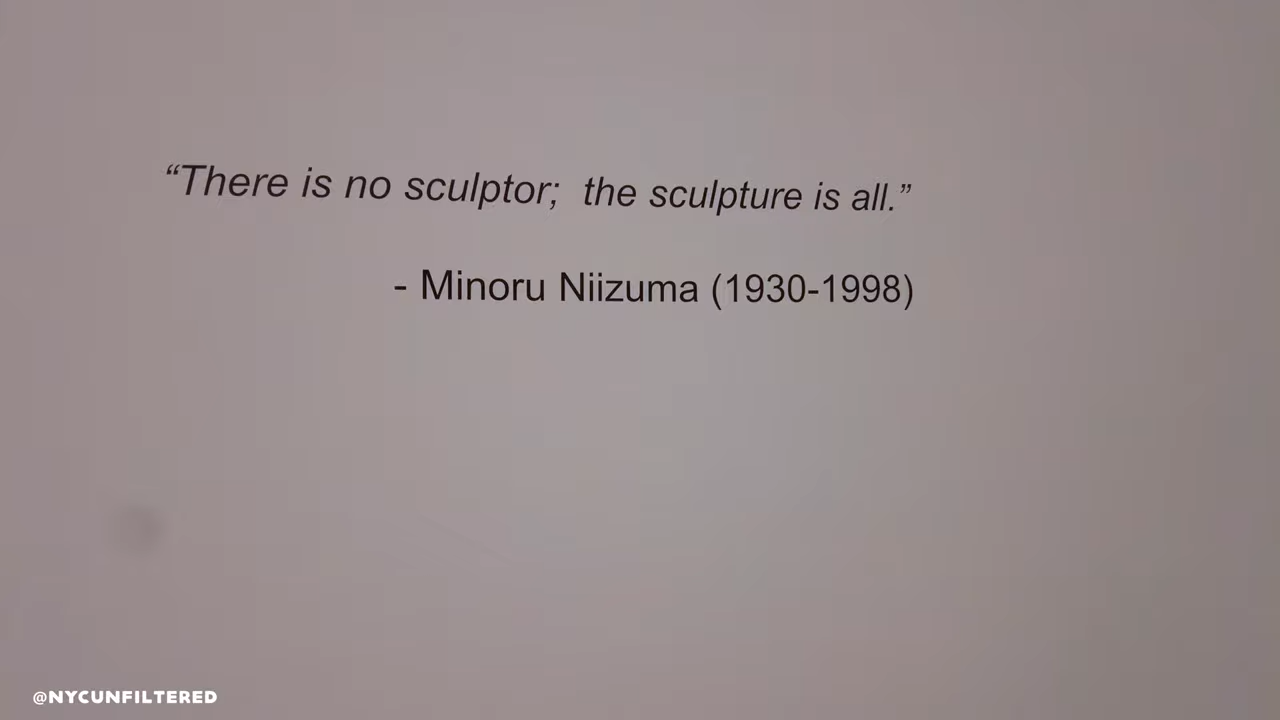 “There is no sculptor;  the sculpture is all.”
- Minoru Niizuma (1930-1998)
@NYCUNFILTERED